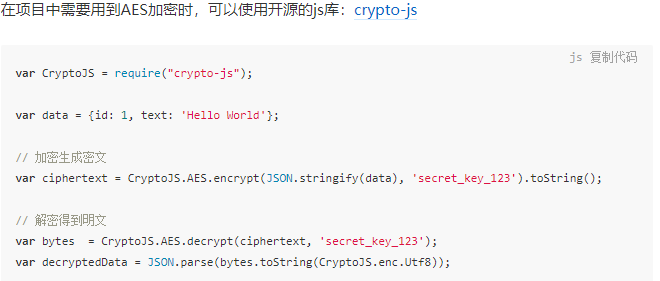 在项目中需要用到AES加密时，可以使用开源的js库：crypto-js
js 复制代码
var CryptoJS = require("crypto-js");
var data = {id: 1, text: 'Hello World'};
// 加密生成密文
var ciphertext = CryptoJS.AES.encrypt(JSON.stringify(data), 'secret_key_123').toString();
// 解密得到明文
var bytes  = CryptoJS.AES.decrypt(ciphertext, 'secret_key_123');
var decryptedData = JSON.parse(bytes.toString(CryptoJS.enc.Utf8));